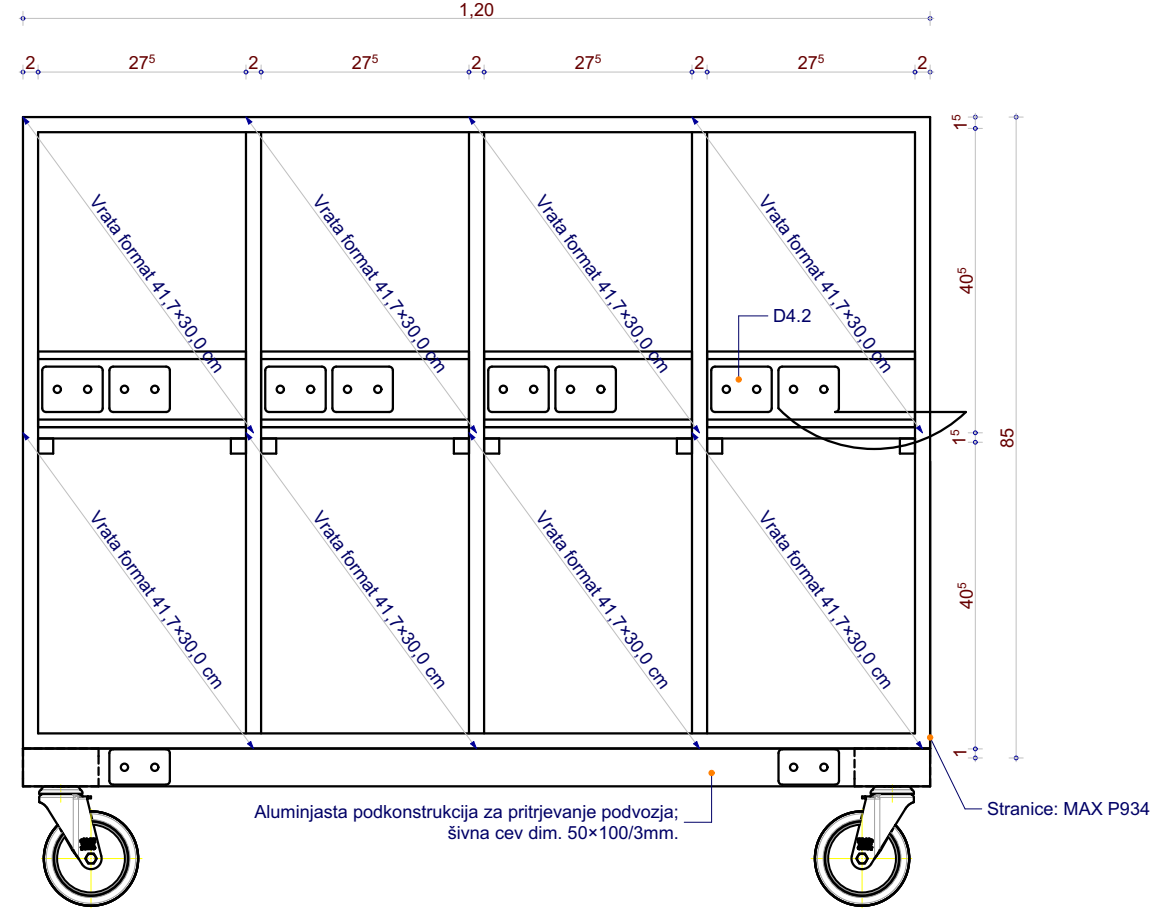 1,20
2 27⁵ 2 27⁵ 2 27⁵ 2 27⁵ 2
1⁵
Vrata format 41,7×30,0 cm
Vrata format 41,7×30,0 cm
Vrata format 41,7×30,0 cm
Vrata format 41,7×30,0 cm
40⁵
D4.2
1⁵
85
Vrata format 41,7×30,0 cm
Vrata format 41,7×30,0 cm
Vrata format 41,7×30,0 cm
Vrata format 41,7×30,0 cm
40⁵
1
Aluminjasta podkonstrukcija za pritrjevanje podvozja;
šivna cev dim. 50×100/3mm.
Stranice: MAX P934